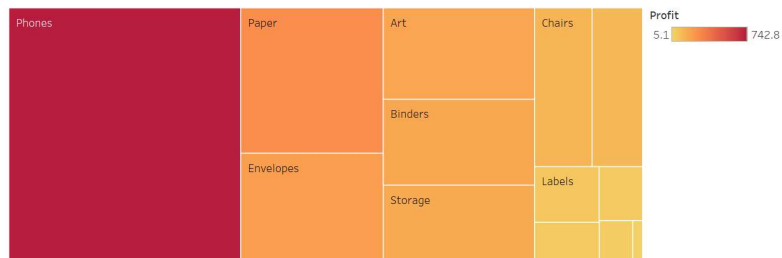 Phones
Paper
Envelopes
Art
Binders
Storage
Chairs
Labels
Profit
5.1 742.8